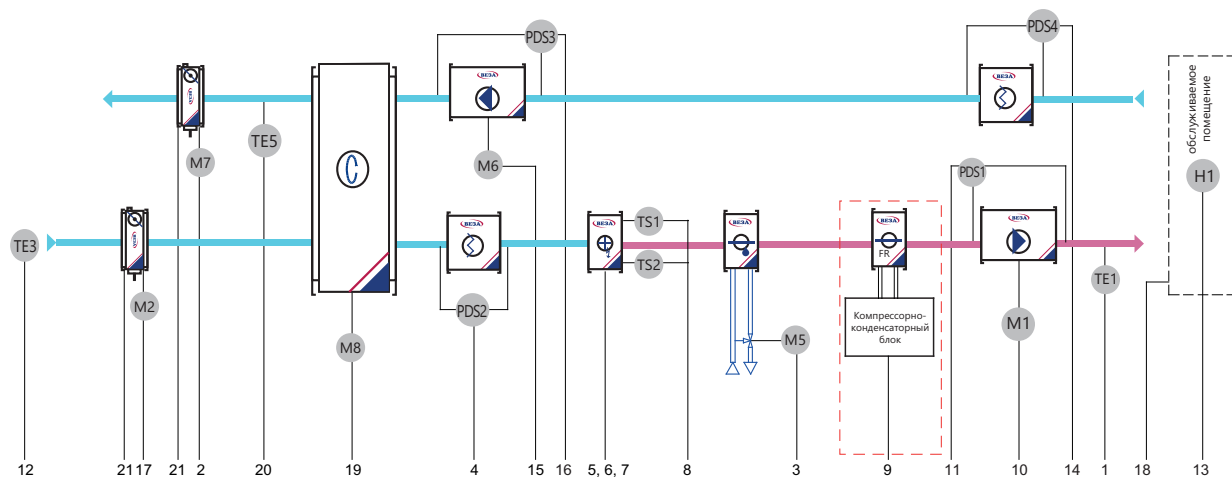 PDS3
PDS4
ВЕЗА
ВЕЗА
ВЕЗА
TE5
M7
M6
обслуживаемое
помещение
H1
PDS1
C
TE3
ВЕЗА
ВЕЗА
ВЕЗА
TS1
TS2
ВЕЗА
ВЕЗА
FR
ВЕЗА
TE1
M2
PDS2
M8
M5
Компрессорно-
конденсаторный
блок
M1
12 21 17 21 2 20 19 4 15 16 5, 6, 7 8 3 9 11 10 14 1 18 13